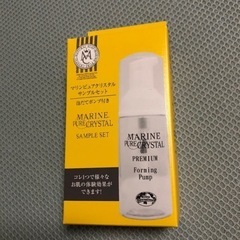 マリンピュアクリスタル
サンプルセット
泡だてポンプ付き
MARINE
PURE CRYSTAL
SAMPLE SET
コレ1つで様々な
お肌の体験効果が
できます！
MARINE
PURE CRYSTAL
PREMIUM
Forming
Pump